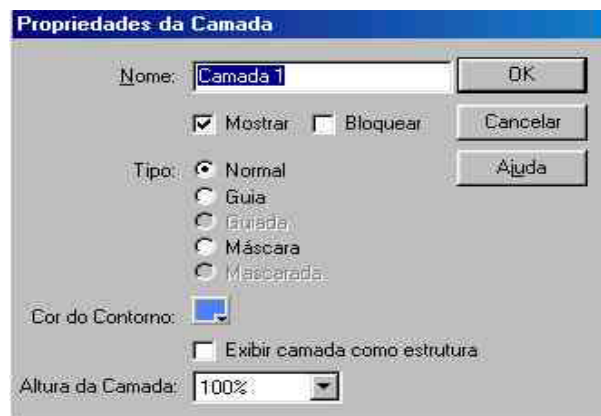 Propriedades da Camada
Nome: Camada 1 OK
Mostrar Bloquear Cancelar
Tipo: Normal Ajuda
Guia
Guiada
Máscara
Mascarada
Cor do Contorno:
Exibir camada como estrutura
Altura da Camada: 100%